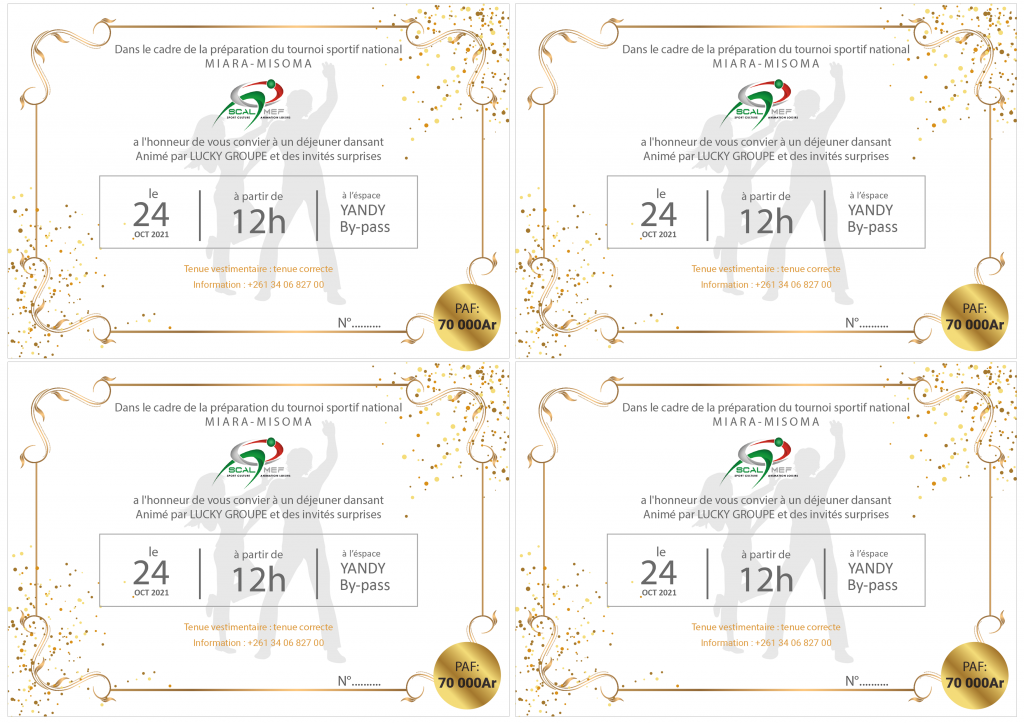 Dans le cadre de la préparation du tournoi sportif national
MIARA-MISOMA
SCAL MEF
SPORT CULTURE ANIMATION LOISIRS
a l'honneur de vous convier à un déjeuner dansant
Animé par LUCKY GROUPE et des invités surprises
le
24
OCT 2021
à partir de
12h
à l'éspace
YANDY
By-pass
Tenue vestimentaire : tenue correcte
Information : +261 34 06 827 00
N°..........
PAF:
70 000Ar
Dans le cadre de la préparation du tournoi sportif national
MIARA-MISOMA
SCAL MEF
SPORT CULTURE ANIMATION LOISIRS
a l'honneur de vous convier à un déjeuner dansant
Animé par LUCKY GROUPE et des invités surprises
le
24
OCT 2021
à partir de
12h
à l'éspace
YANDY
By-pass
Tenue vestimentaire : tenue correcte
Information : +261 34 06 827 00
N°..........
PAF:
70 000Ar
Dans le cadre de la préparation du tournoi sportif national
MIARA-MISOMA
SCAL MEF
SPORT CULTURE ANIMATION LOISIRS
a l'honneur de vous convier à un déjeuner dansant
Animé par LUCKY GROUPE et des invités surprises
le
24
OCT 2021
à partir de
12h
à l'éspace
YANDY
By-pass
Tenue vestimentaire : tenue correcte
Information : +261 34 06 827 00
N°..........
PAF:
70 000Ar
Dans le cadre de la préparation du tournoi sportif national
MIARA-MISOMA
SCAL MEF
SPORT CULTURE ANIMATION LOISIRS
a l'honneur de vous convier à un déjeuner dansant
Animé par LUCKY GROUPE et des invités surprises
le
24
OCT 2021
à partir de
12h
à l'éspace
YANDY
By-pass
Tenue vestimentaire : tenue correcte
Information : +261 34 06 827 00
N°..........
PAF:
70 000Ar